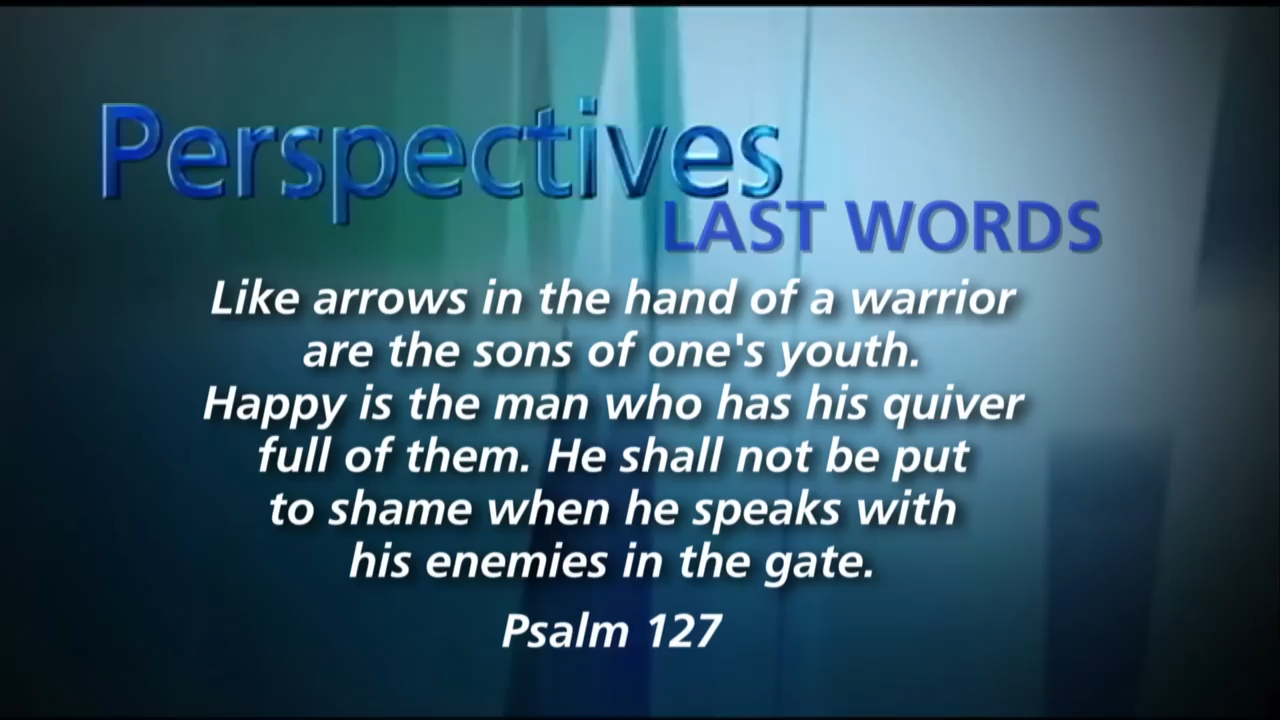 Perspectives
LAST WORDS
Like arrows in the hand of a warrior
are the sons of one's youth.
Happy is the man who has his quiver
full of them. He shall not be put
to shame when he speaks with
his enemies in the gate.
Psalm 127